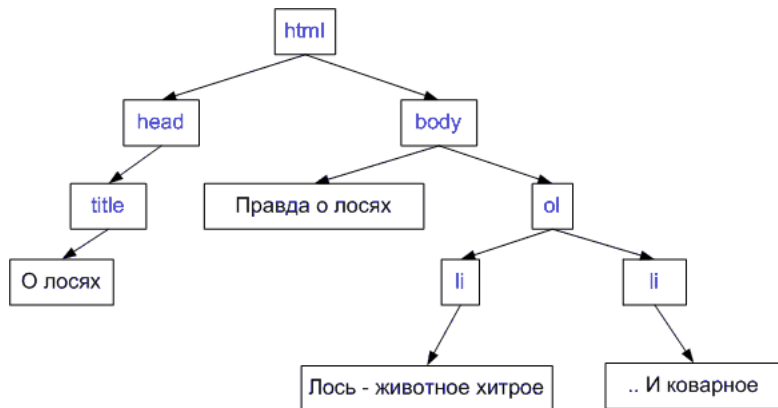 html
head
body
title
Правда о лосях
ol
О лосях
li
li
Лось - животное хитрое
.. И коварное